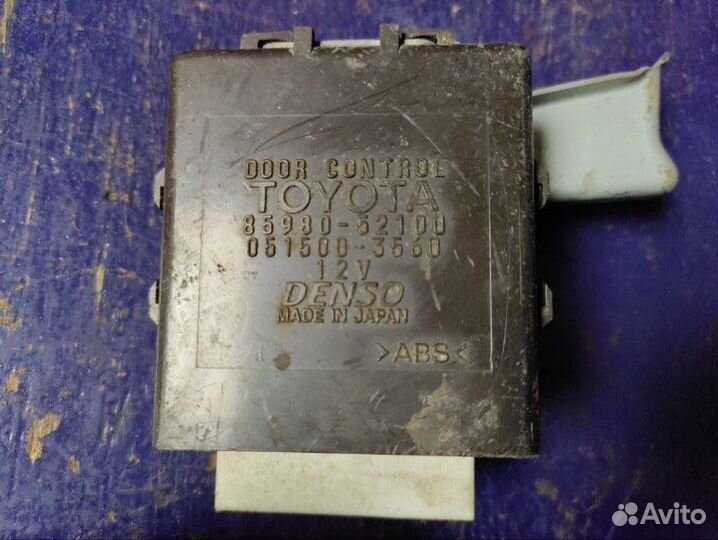 DOOR CONTROL
TOYOTA
85980-52100
051500-3560
12V
DENSO
MADE IN JAPAN
>ABS<
Avito